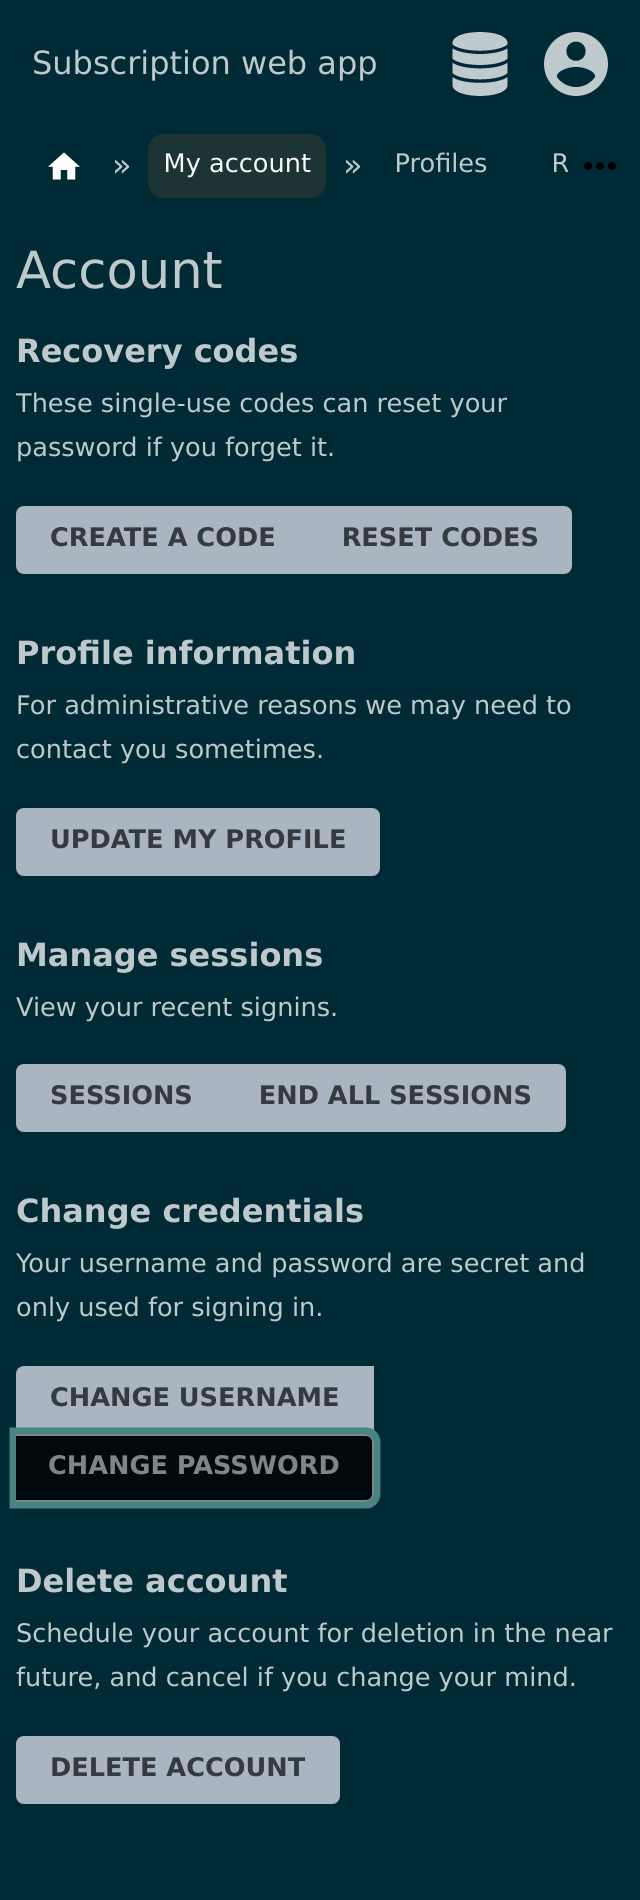 Subscription web app
» My account » Profiles R
Account
Recovery codes
These single-use codes can reset your
password if you forget it.
CREATE A CODE RESET CODES
Profile information
For administrative reasons we may need to
contact you sometimes.
UPDATE MY PROFILE
Manage sessions
View your recent signins.
SESSIONS END ALL SESSIONS
Change credentials
Your username and password are secret and
only used for signing in.
CHANGE USERNAME
CHANGE PASSWORD
Delete account
Schedule your account for deletion in the near
future, and cancel if you change your mind.
DELETE ACCOUNT